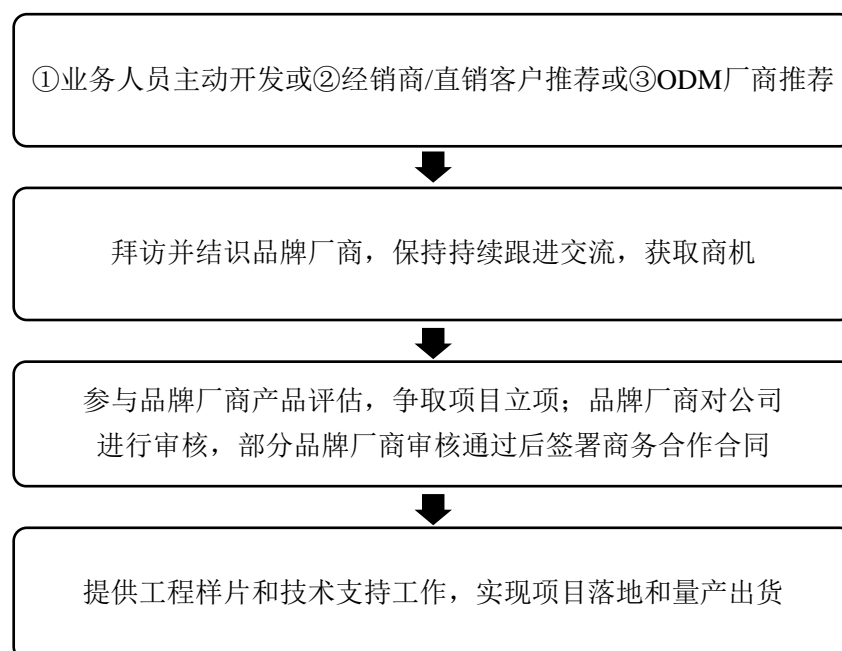 ①业务人员主动开发或②经销商/直销客户推荐或③ODM厂商推荐
拜访并结识品牌厂商，保持持续跟进交流，获取商机
参与品牌厂商产品评估，争取项目立项；品牌厂商对公司
进行审核，部分品牌厂商审核通过后签署商务合作合同
提供工程样片和技术支持工作，实现项目落地和量产出货